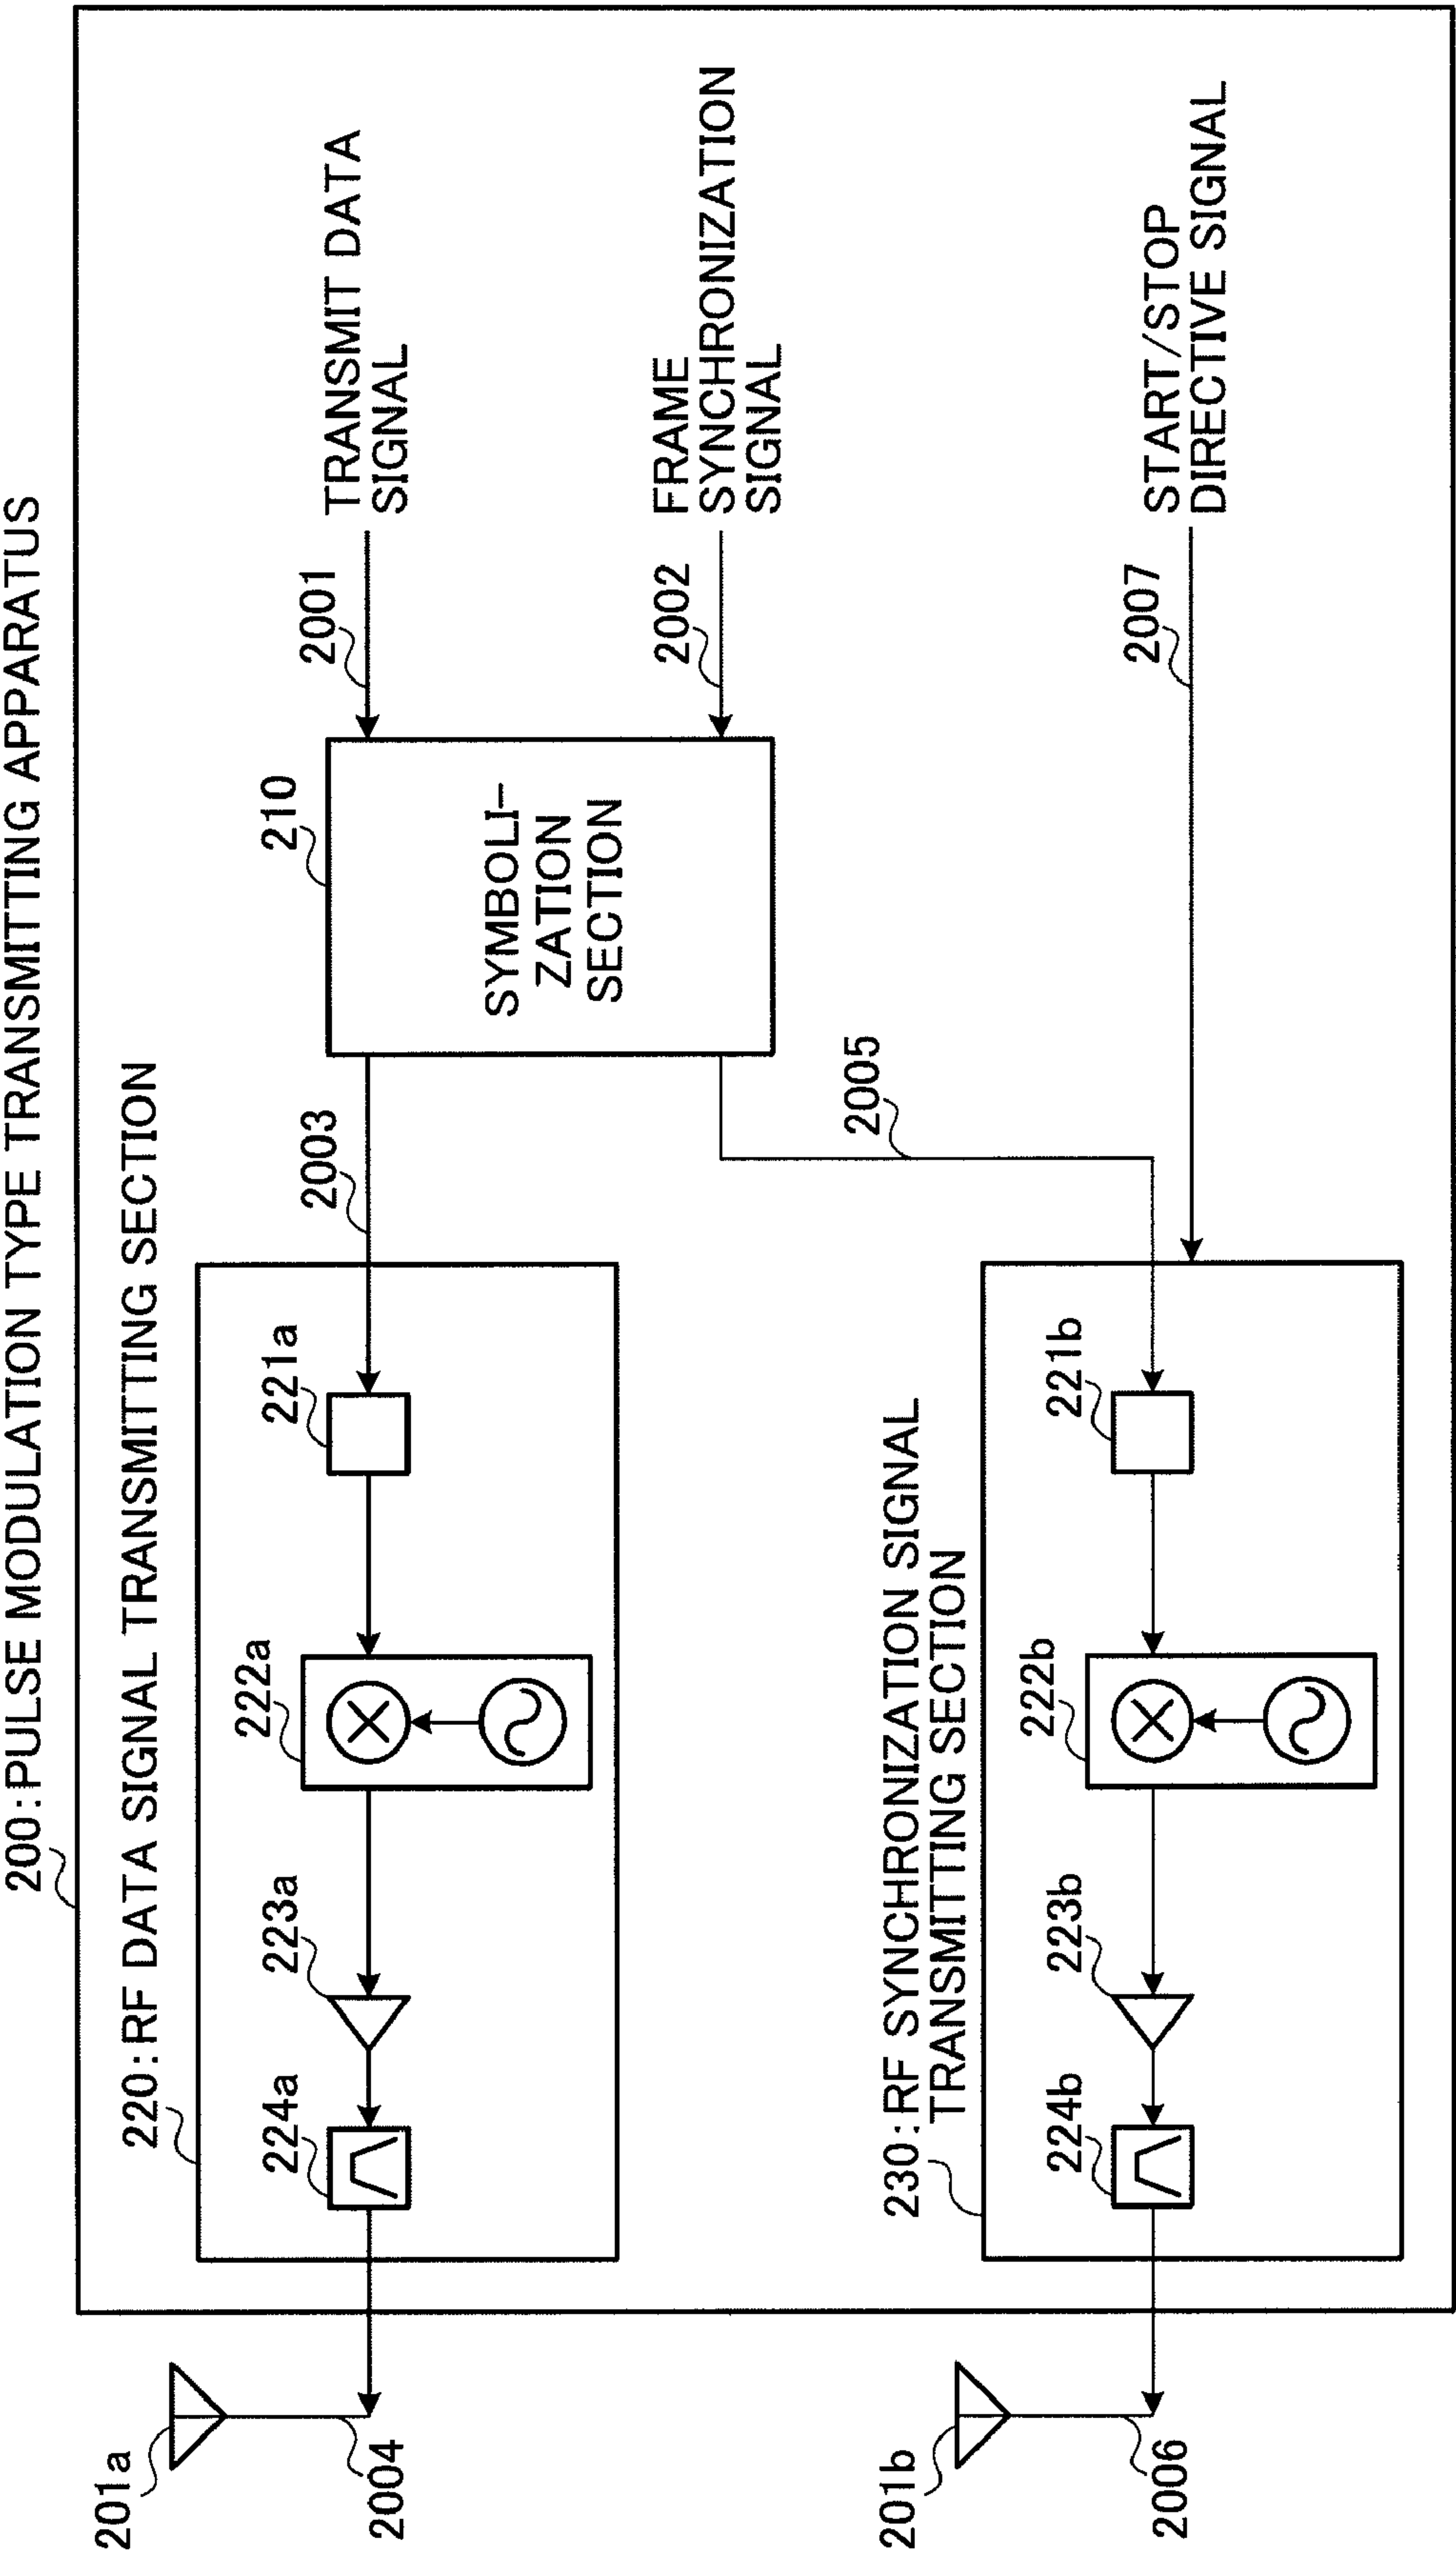 200:PULSE MODULATION TYPE TRANSMITTING APPARATUS
220:RF DATA SIGNAL TRANSMITTING SECTION
201a
224a
223a
222a
221a
2003
210
2001
TRANSMIT DATA
SIGNAL
2004
SYMBOLI-
ZATION
SECTION
2002
FRAME
SYNCHRONIZATION
SIGNAL
2005
230:RF SYNCHRONIZATION SIGNAL
TRANSMITTING SECTION
201b
224b
223b
222b
221b
2007
START/STOP
DIRECTIVE SIGNAL
2006